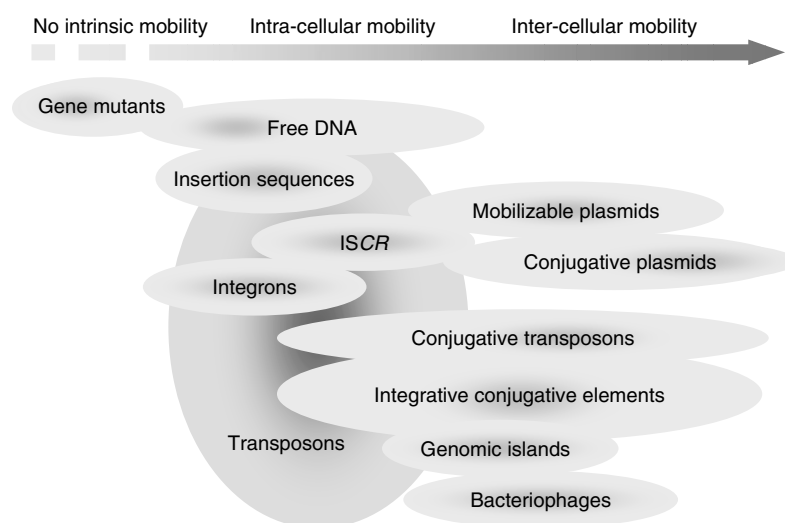 No intrinsic mobility Intra-cellular mobility Inter-cellular mobility
Gene mutants
Free DNA
Insertion sequences
Mobilizable plasmids
ISCR
Conjugative plasmids
Integrons
Conjugative transposons
Integrative conjugative elements
Transposons
Genomic islands
Bacteriophages